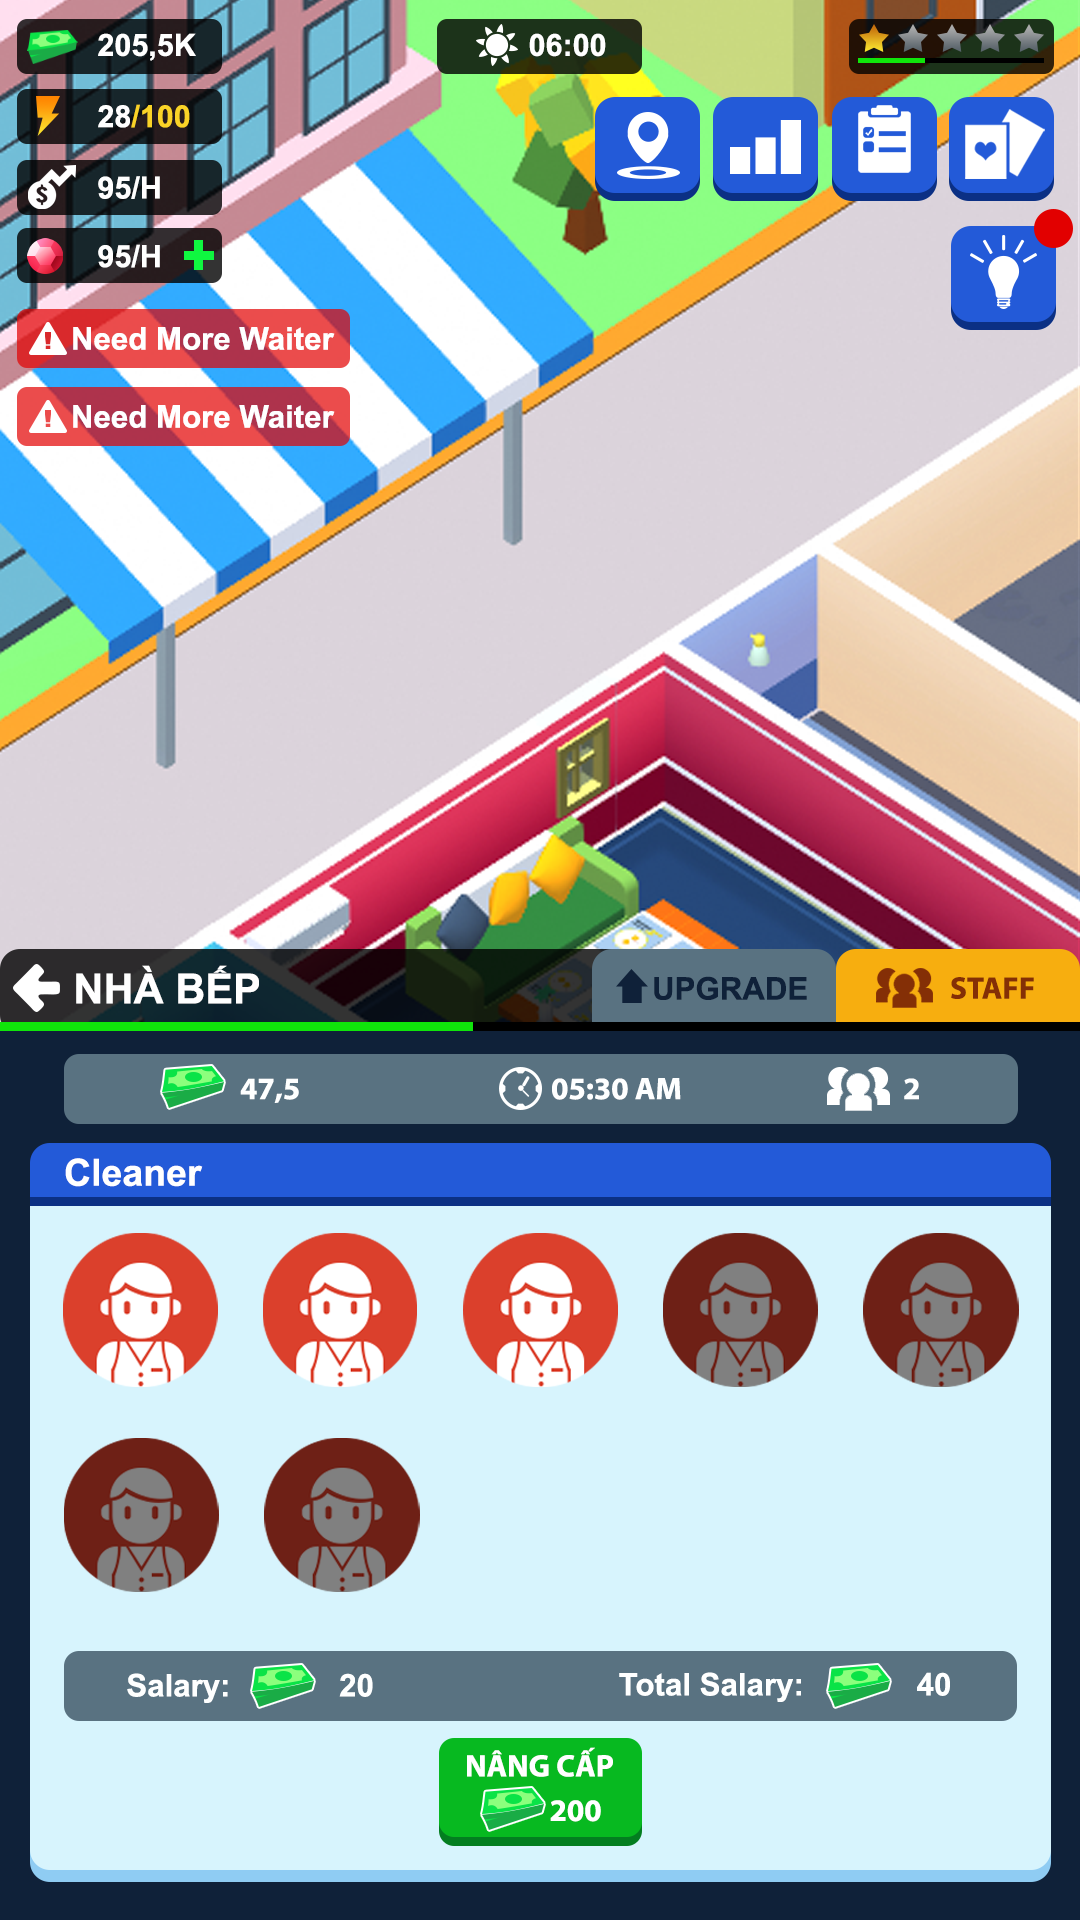 205,5K
06:00
28/100
95/H
95/H
Need More Waiter
Need More Waiter
NHÀ BẾP
UPGRADE
STAFF
47,5
05:30 AM
2
Cleaner
Salary: 20
Total Salary: 40
NÂNG CẤP
200